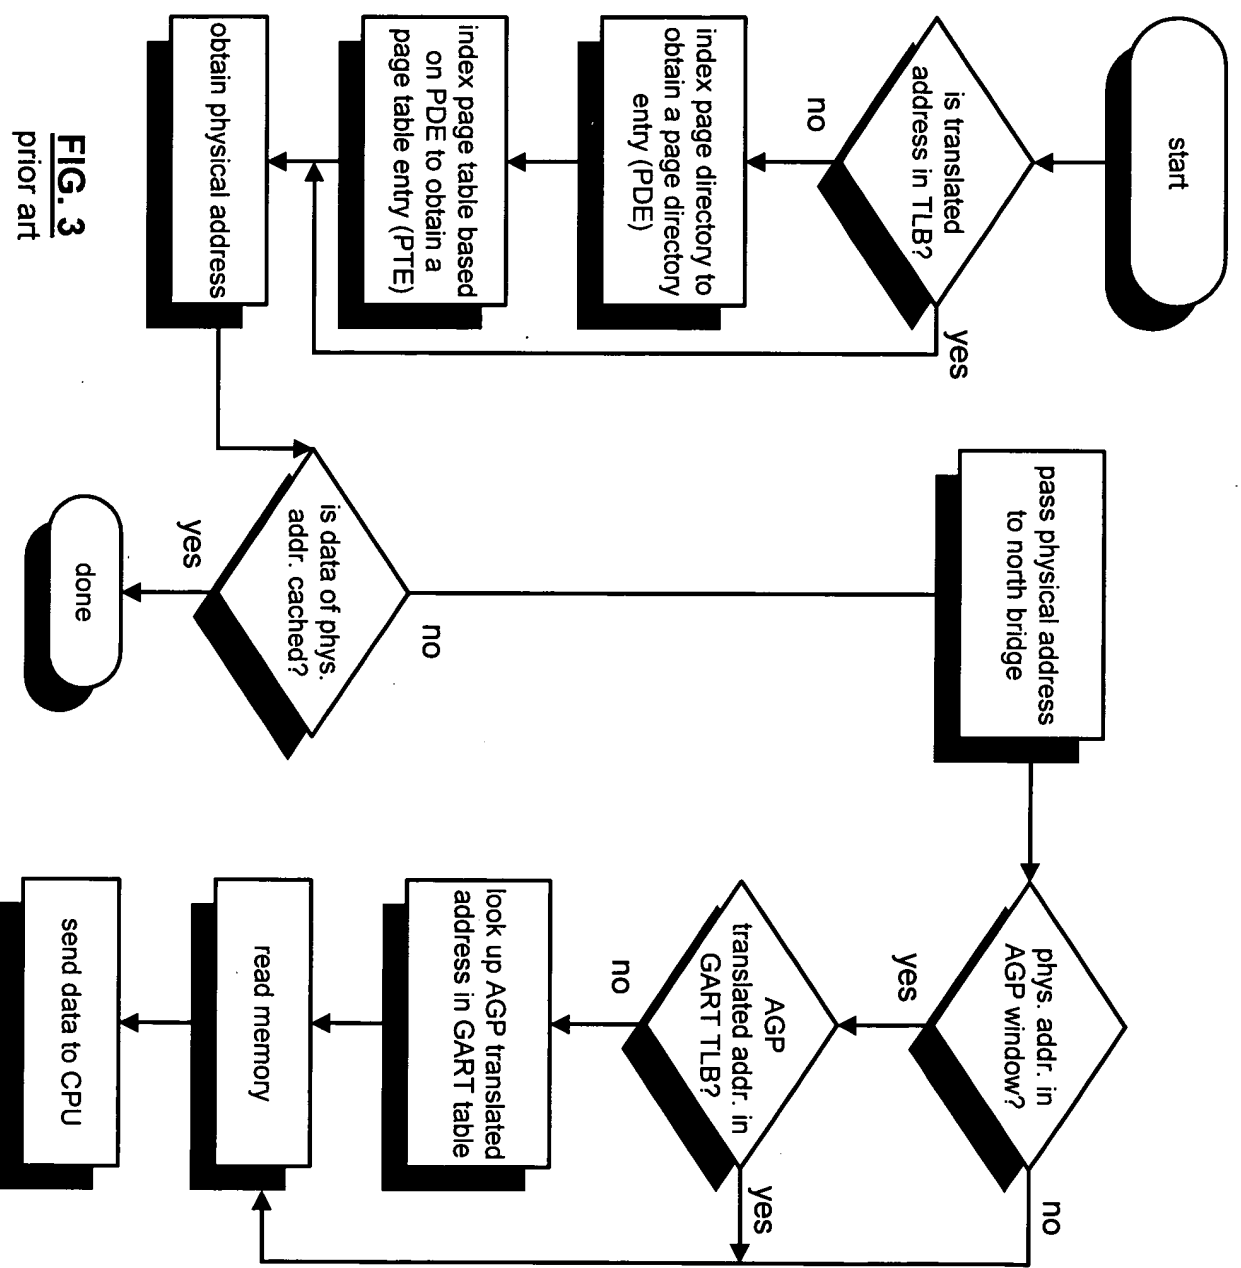 start
is translated
address in TLB?
yes
no
index page directory to
obtain a page directory
entry (PDE)
index page table based
on PDE to obtain a
page table entry (PTE)
obtain physical address
pass physical address
to north bridge
no
is data of phys.
addr. cached?
yes
done
phys. addr. in
AGP window?
no
yes
AGP
translated addr. in
GART TLB?
yes
no
look up AGP translated
address in GART table
read memory
send data to CPU
FIG. 3
prior art